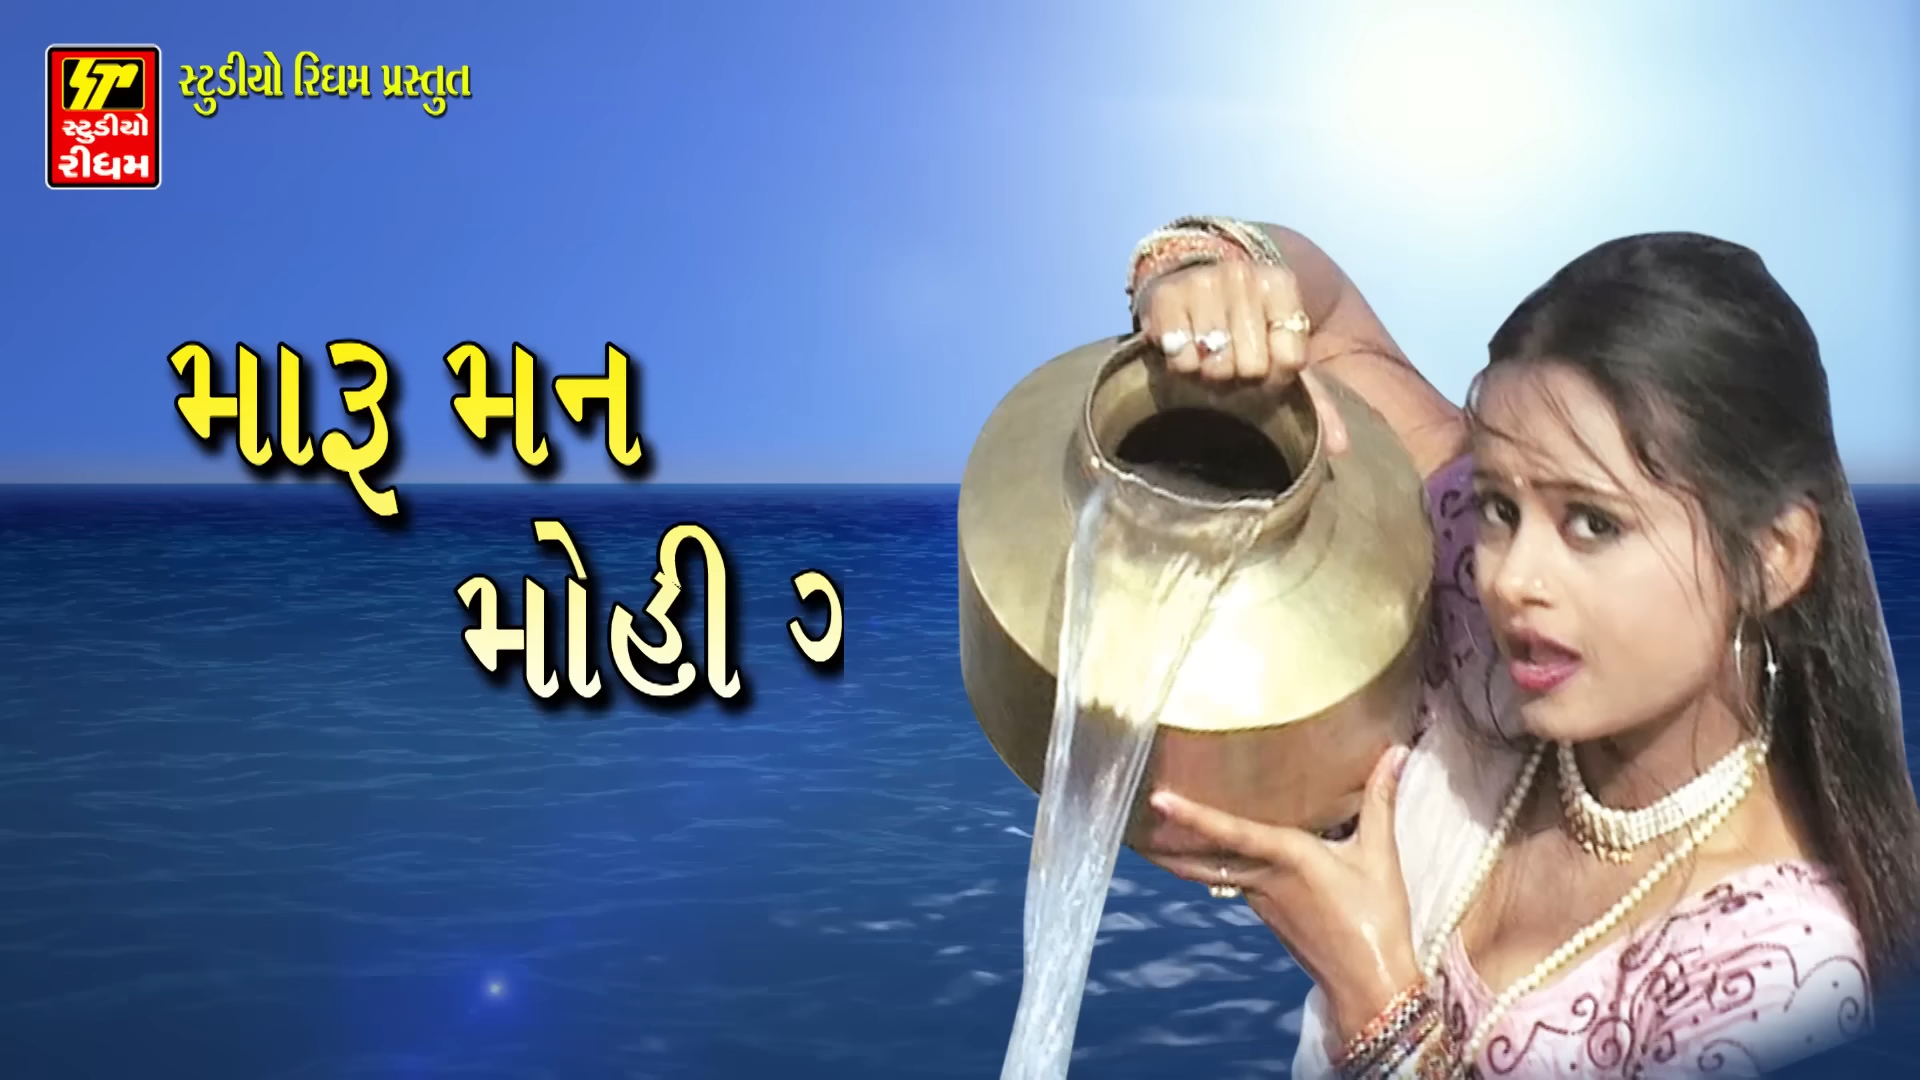 સ્ટુડીયો
રીધમ
સ્ટુડીયો રિધમ પ્રસ્તુત
મારૂ મન
મોહી ગ